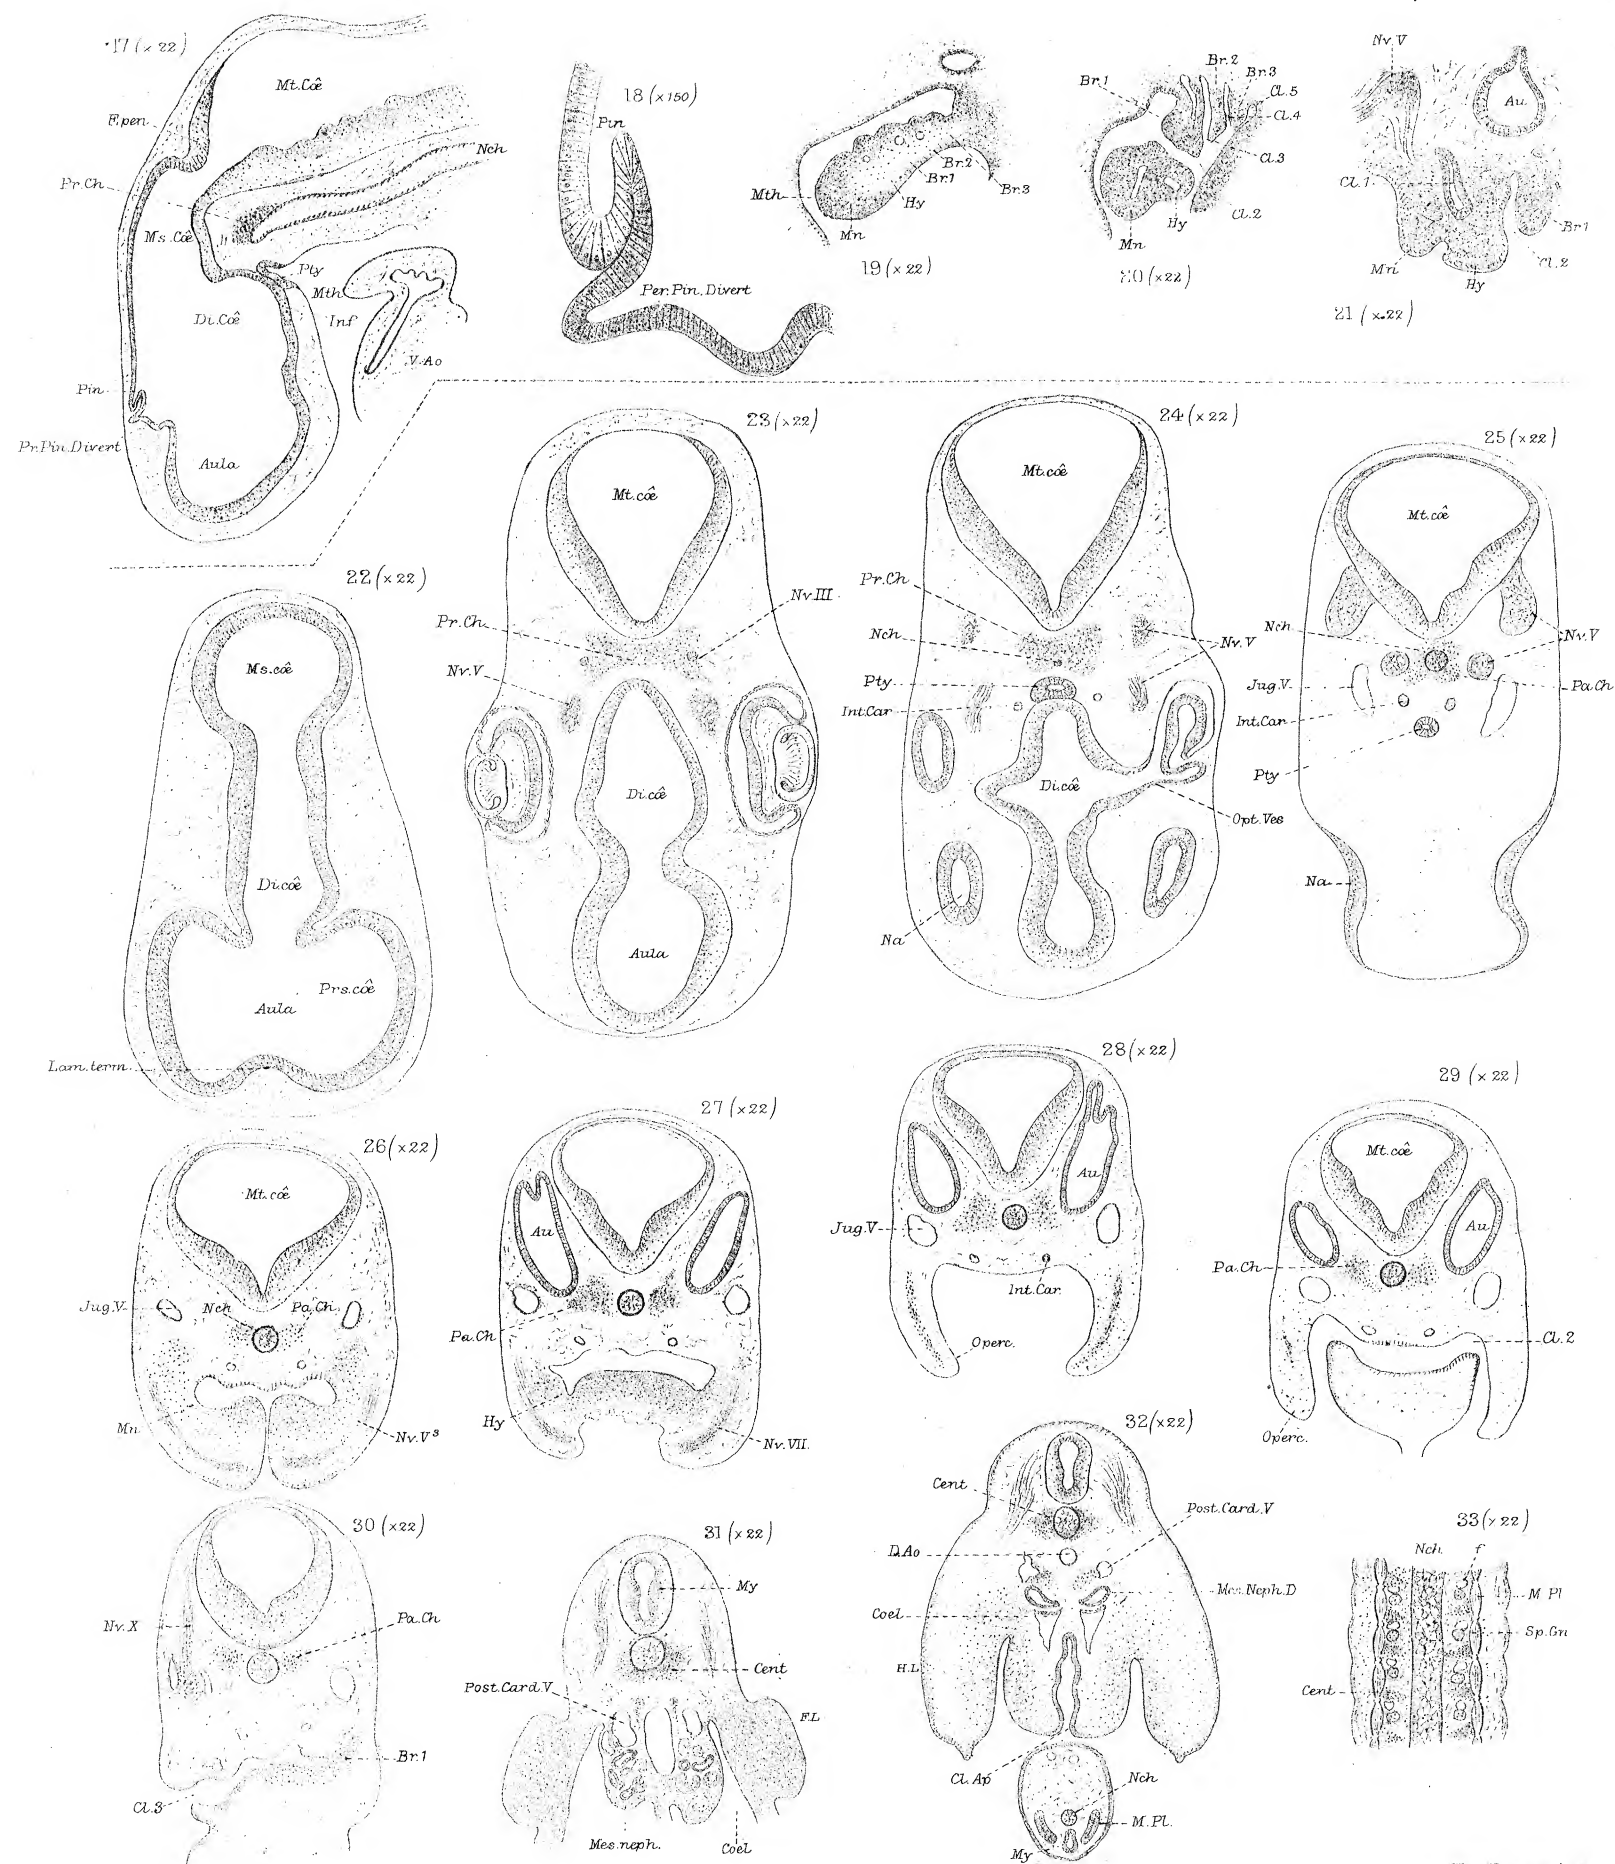 17 (x 22)
Mt.Cœ̂
F.pen.
Pr.Ch
Nch
Ms.Cœ̂
Pty
Mth
Di.Cœ̂
Inf
V.Ao
Pin
Pr.Pin.Divert
Aula
18 (x 150)
Pin
Per.Pin.Divert
Mth
Br.2
Br.1
Br.3
Hy
Mn
19 (x 22)
Br.1
Br.2
Br.3
Cl.5
Cl.4
Cl.3
Cl.2
Hy
Mn
20 (x 22)
Nv.V
Au.
Cl.1
Br.1
Mn
Cl.2
Hy
21 (x 22)
22 (x 22)
Ms.cœ̂
Di.cœ̂
Prs.cœ̂
Aula
Lam.term.
23 (x 22)
Mt.cœ̂
Nv.III
Pr.Ch.
Nv.V
Di.cœ̂
Aula
24 (x 22)
Mt.cœ̂
Pr.Ch
Nch
Nv.V
Pty
Int.Car
Di.cœ̂
Opt.Ves
Na
25 (x 22)
Mt.cœ̂
Nch
Nv.V
Jug.V
Pa.Ch
Int.Car
Pty
Na
26 (x 22)
Mt.cœ̂
Jug.V
Nch
Pa.Ch.
Mn
Nv.V³
27 (x 22)
Au
Pa.Ch
Hy
Nv.VII.
28 (x 22)
Au
Jug.V
Int.Car.
Operc.
29 (x 22)
Mt.cœ̂
Au
Pa.Ch
Cl.2
Operc.
30 (x 22)
Nv.X
Pa.Ch
Br.1
Cl.3
31 (x 22)
My
Cent
Post.Card.V
F.L
Mes.neph.
Coel
32 (x 22)
Cent
Post.Card.V
D.Ao
Mes.Neph.D
Coel
H.L
Cl.Ap
Nch
M.Pl.
My
33 (x 22)
Nch. f
M.Pl
Sp.Gn
Cent